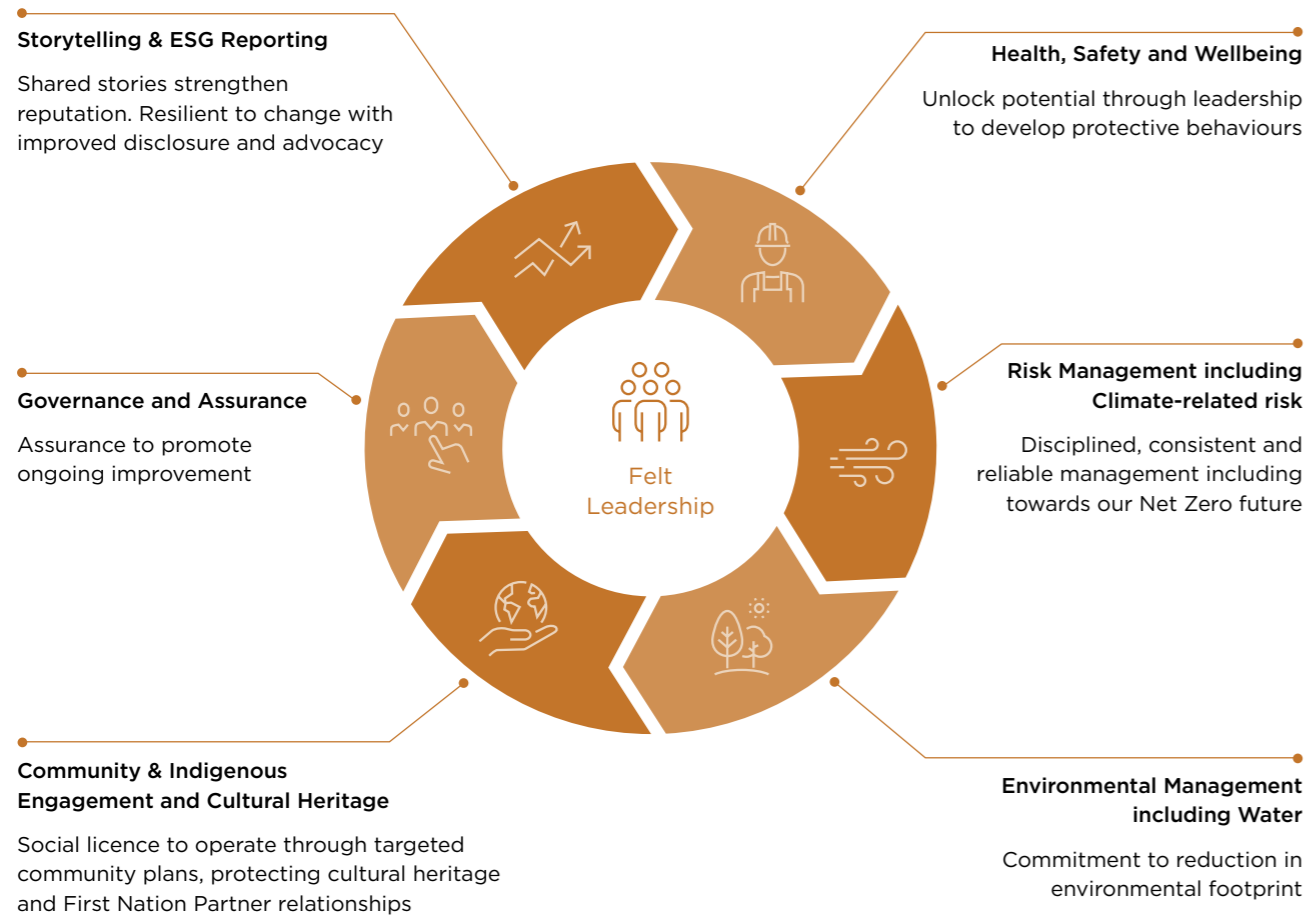 Storytelling & ESG Reporting
Shared stories strengthen
reputation. Resilient to change with
improved disclosure and advocacy
Health, Safety and Wellbeing
Unlock potential through leadership
to develop protective behaviours
Governance and Assurance
Assurance to promote
ongoing improvement
Felt
Leadership
Risk Management including
Climate-related risk
Disciplined, consistent and
reliable management including
towards our Net Zero future
Community & Indigenous
Engagement and Cultural Heritage
Social licence to operate through targeted
community plans, protecting cultural heritage
and First Nation Partner relationships
Environmental Management
including Water
Commitment to reduction in
environmental footprint